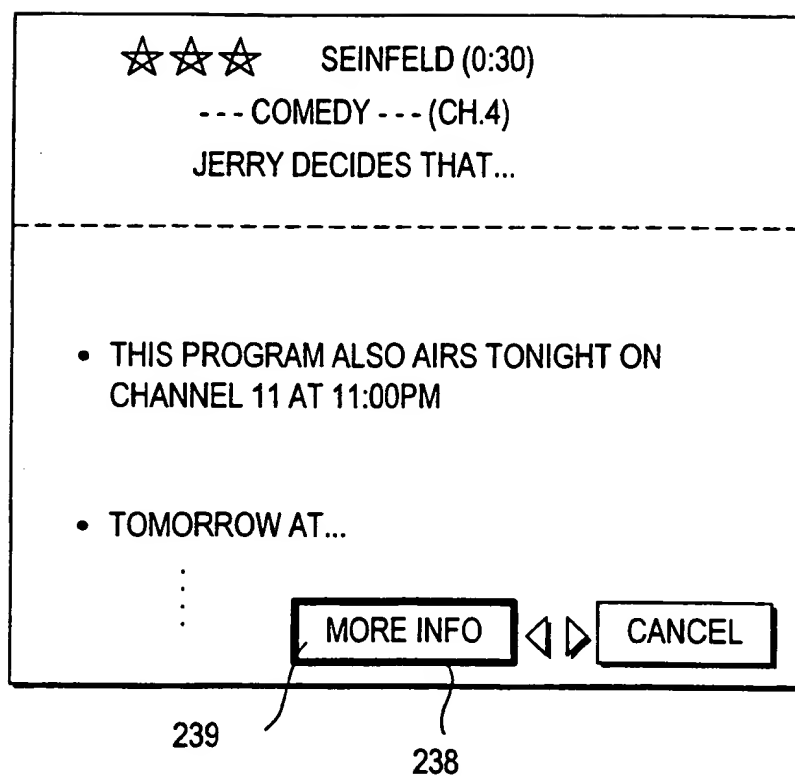 SEINFELD (0:30)
--- COMEDY --- (CH.4)
JERRY DECIDES THAT...
• THIS PROGRAM ALSO AIRS TONIGHT ON
CHANNEL 11 AT 11:00PM
• TOMORROW AT...
MORE INFO
CANCEL
239
238